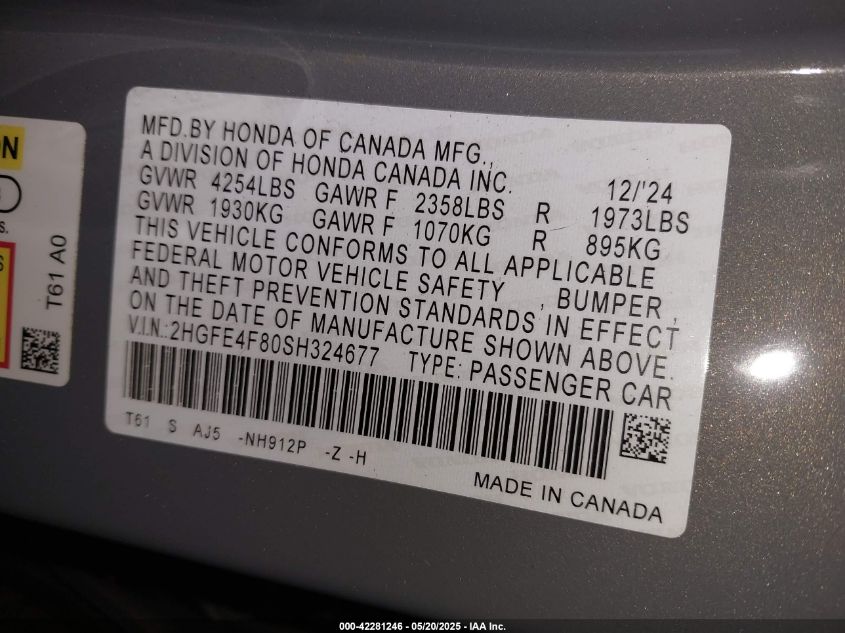 MFD.BY HONDA OF CANADA MFG.,
A DIVISION OF HONDA CANADA INC.
GVWR 4254LBS GAWR F 2358LBS R 1973LBS 12/'24
GVWR 1930KG GAWR F 1070KG R 895KG
THIS VEHICLE CONFORMS TO ALL APPLICABLE
FEDERAL MOTOR VEHICLE SAFETY , BUMPER ,
AND THEFT PREVENTION STANDARDS IN EFFECT
ON THE DATE OF MANUFACTURE SHOWN ABOVE.
V.I.N.:2HGFE4F80SH324677 TYPE: PASSENGER CAR
T61 S AJ5 -NH912P -Z -H
MADE IN CANADA
T61 A0
000-42281246 - 05/20/2025 - IAA Inc.